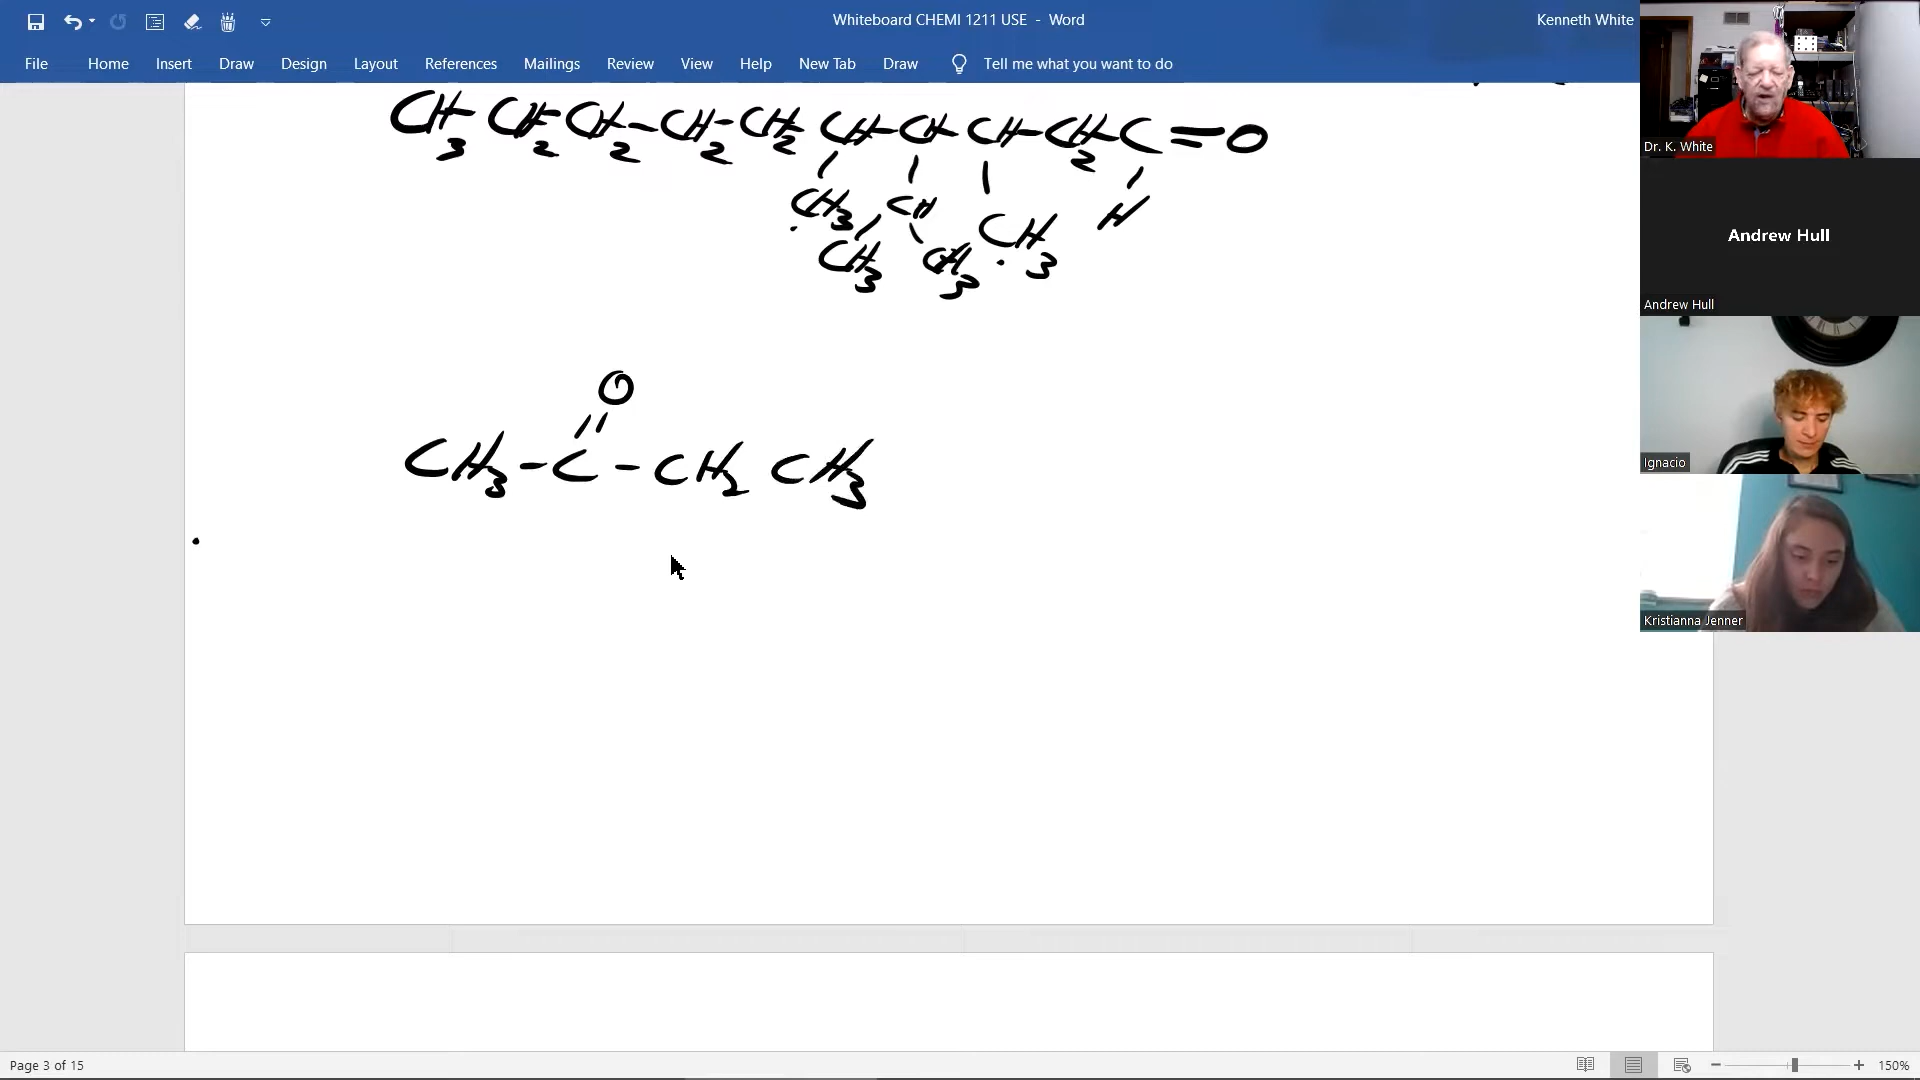 Whiteboard CHEMI 1211 USE - Word
Kenneth White
File Home Insert Draw Design Layout References Mailings Review View Help New Tab Draw Tell me what you want to do
CH3 CH2 CH2-CH2-CH2 CH-CH-CH-CH2 C=O
CH3 CH CH3 H
CH3 CH3
O
CH3-C-CH2 CH3
Dr. K. White
Andrew Hull
Andrew Hull
Ignacio
Kristianna Jenner
Page 3 of 15
150%